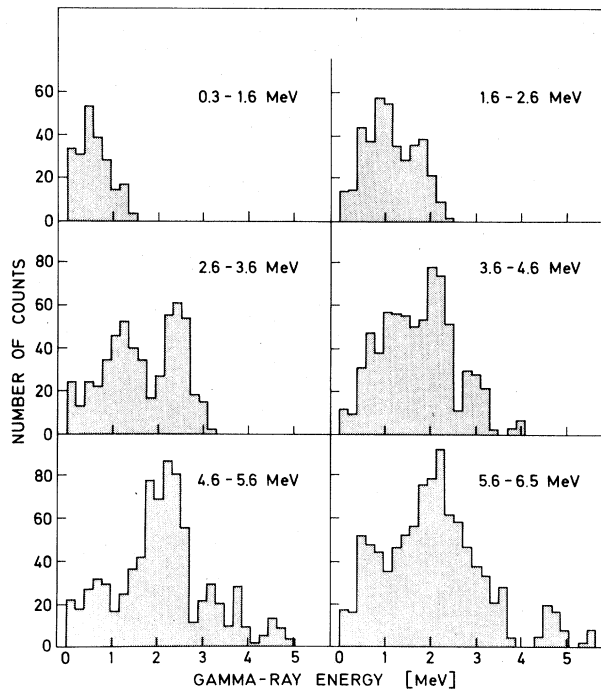 0.3 - 1.6 MeV
1.6 - 2.6 MeV
60
40
20
0
2.6 - 3.6 MeV
3.6 - 4.6 MeV
80
60
40
20
0
4.6 - 5.6 MeV
5.6 - 6.5 MeV
80
60
40
20
0
0 1 2 3 4 5 0 1 2 3 4 5
NUMBER OF COUNTS
GAMMA-RAY ENERGY [MeV]